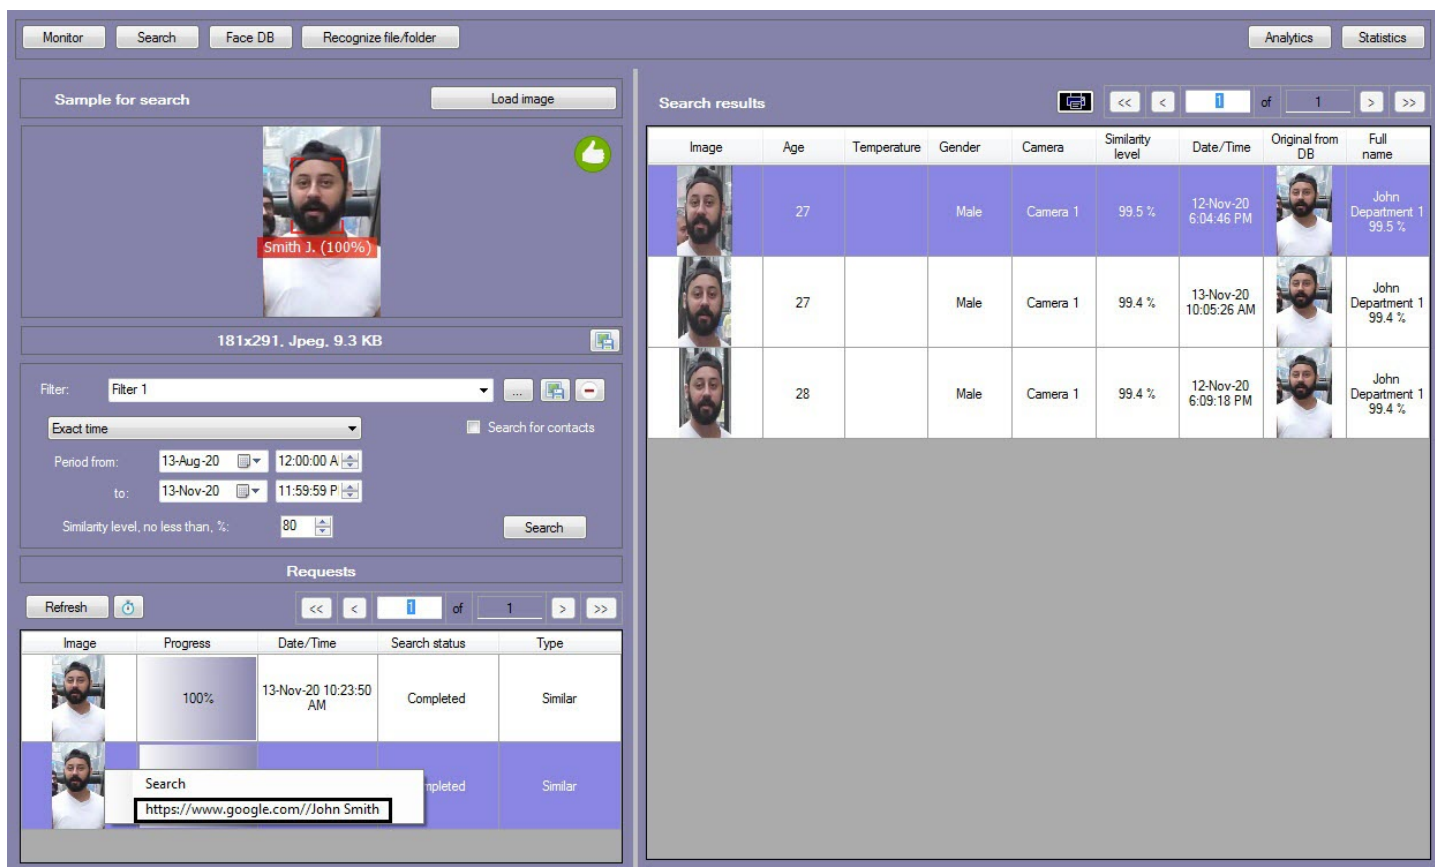 Monitor Search Face DB Recognize file/folder Analytics Statistics
Sample for search Load image
Smith J. (100%)
181x291, Jpeg, 9.3 KB
Filter: Filter 1 ...
Exact time Search for contacts
Period from: 13-Aug-20 12:00:00 A
to: 13-Nov-20 11:59:59 P
Similarity level, no less than, %: 80 Search
Requests
Refresh << < 1 of 1 > >>
Image Progress Date/Time Search status Type
100% 13-Nov-20 10:23:50 Completed Similar
AM
mpleted Similar
Search
https://www.google.com//John Smith
Search results << < 1 of 1 > >>
Image Age Temperature Gender Camera Similarity level Date/Time Original from DB Full name
27 Male Camera 1 99.5 % 12-Nov-20 6:04:46 PM John Department 1 99.5 %
27 Male Camera 1 99.4 % 13-Nov-20 10:05:26 AM John Department 1 99.4 %
28 Male Camera 1 99.4 % 12-Nov-20 6:09:18 PM John Department 1 99.4 %